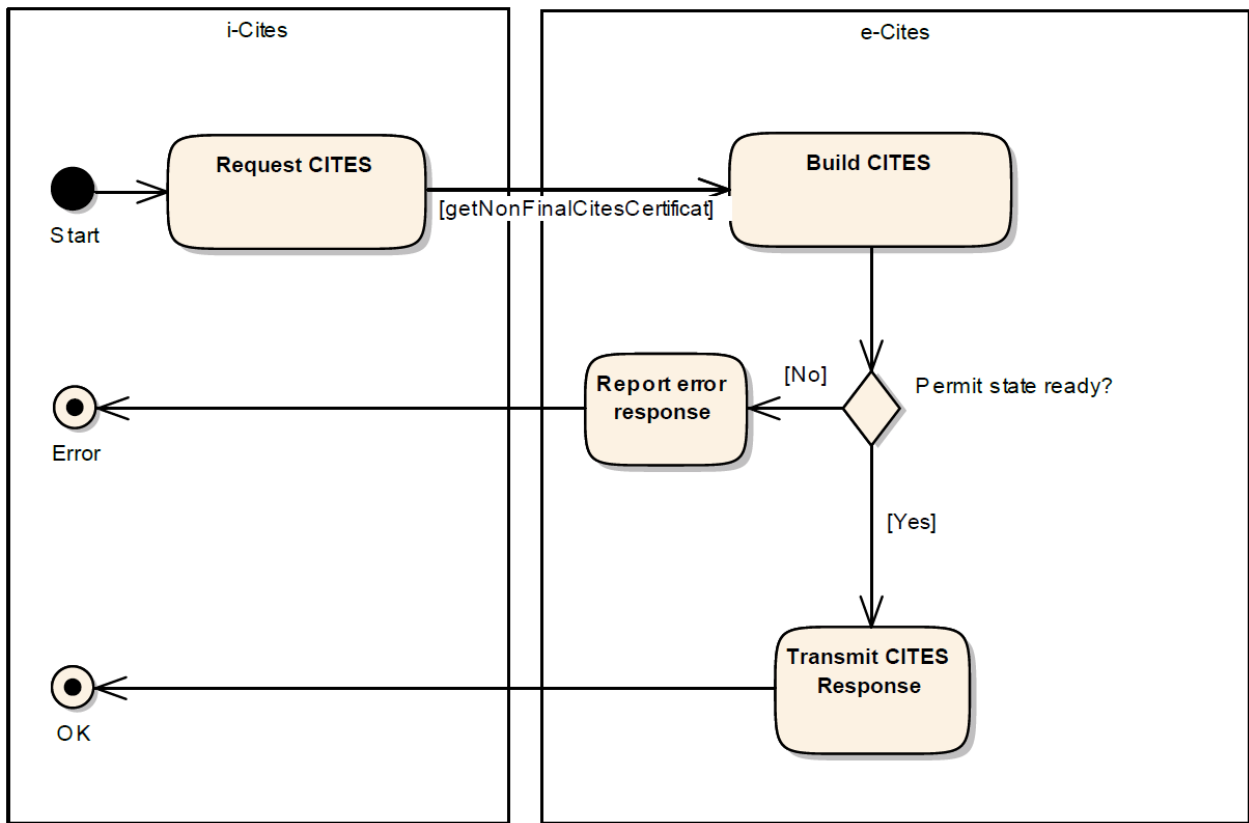 i-Cites
e-Cites
Request CITES
Build CITES
[getNonFinalCitesCertificat]
Start
Report error
response
[No]
Permit state ready?
Error
[Yes]
Transmit CITES
Response
OK